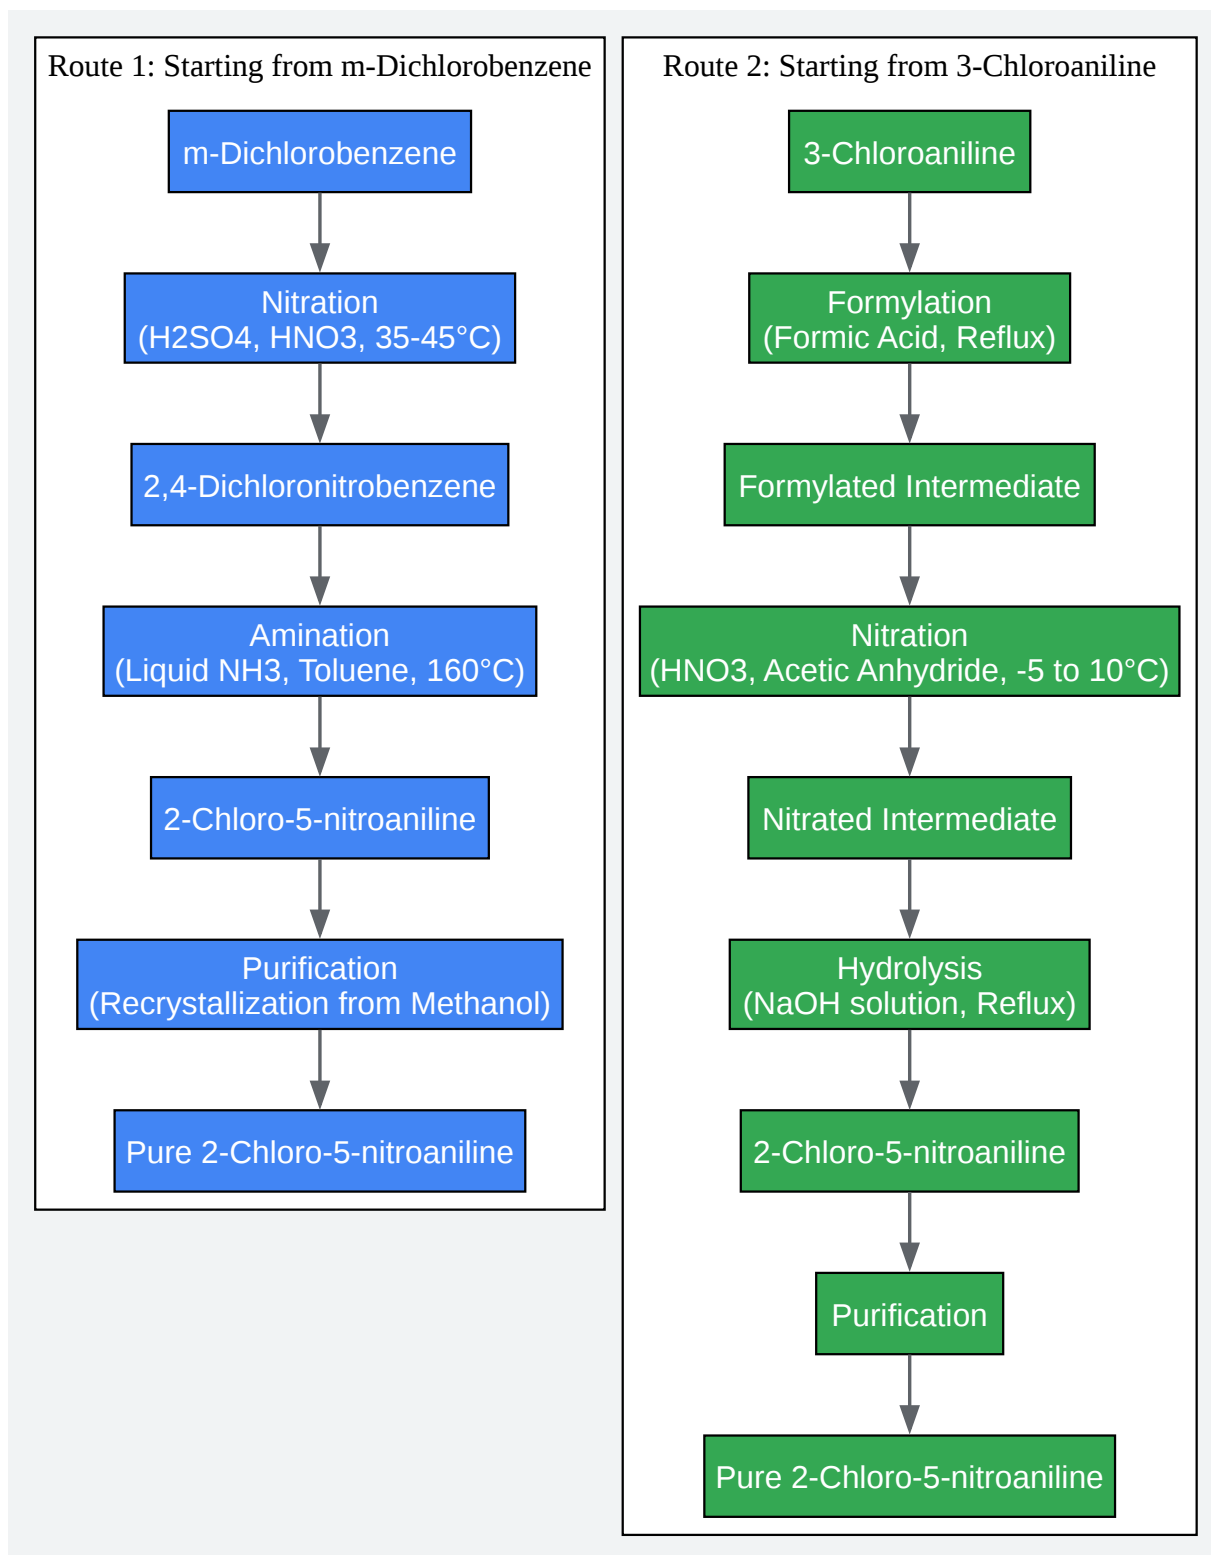 Route 1: Starting from m-Dichlorobenzene
m-Dichlorobenzene
Nitration
(H2SO4, HNO3, 35-45°C)
2,4-Dichloronitrobenzene
Amination
(Liquid NH3, Toluene, 160°C)
2-Chloro-5-nitroaniline
Purification
(Recrystallization from Methanol)
Pure 2-Chloro-5-nitroaniline
Route 2: Starting from 3-Chloroaniline
3-Chloroaniline
Formylation
(Formic Acid, Reflux)
Formylated Intermediate
Nitration
(HNO3, Acetic Anhydride, -5 to 10°C)
Nitrated Intermediate
Hydrolysis
(NaOH solution, Reflux)
2-Chloro-5-nitroaniline
Purification
Pure 2-Chloro-5-nitroaniline